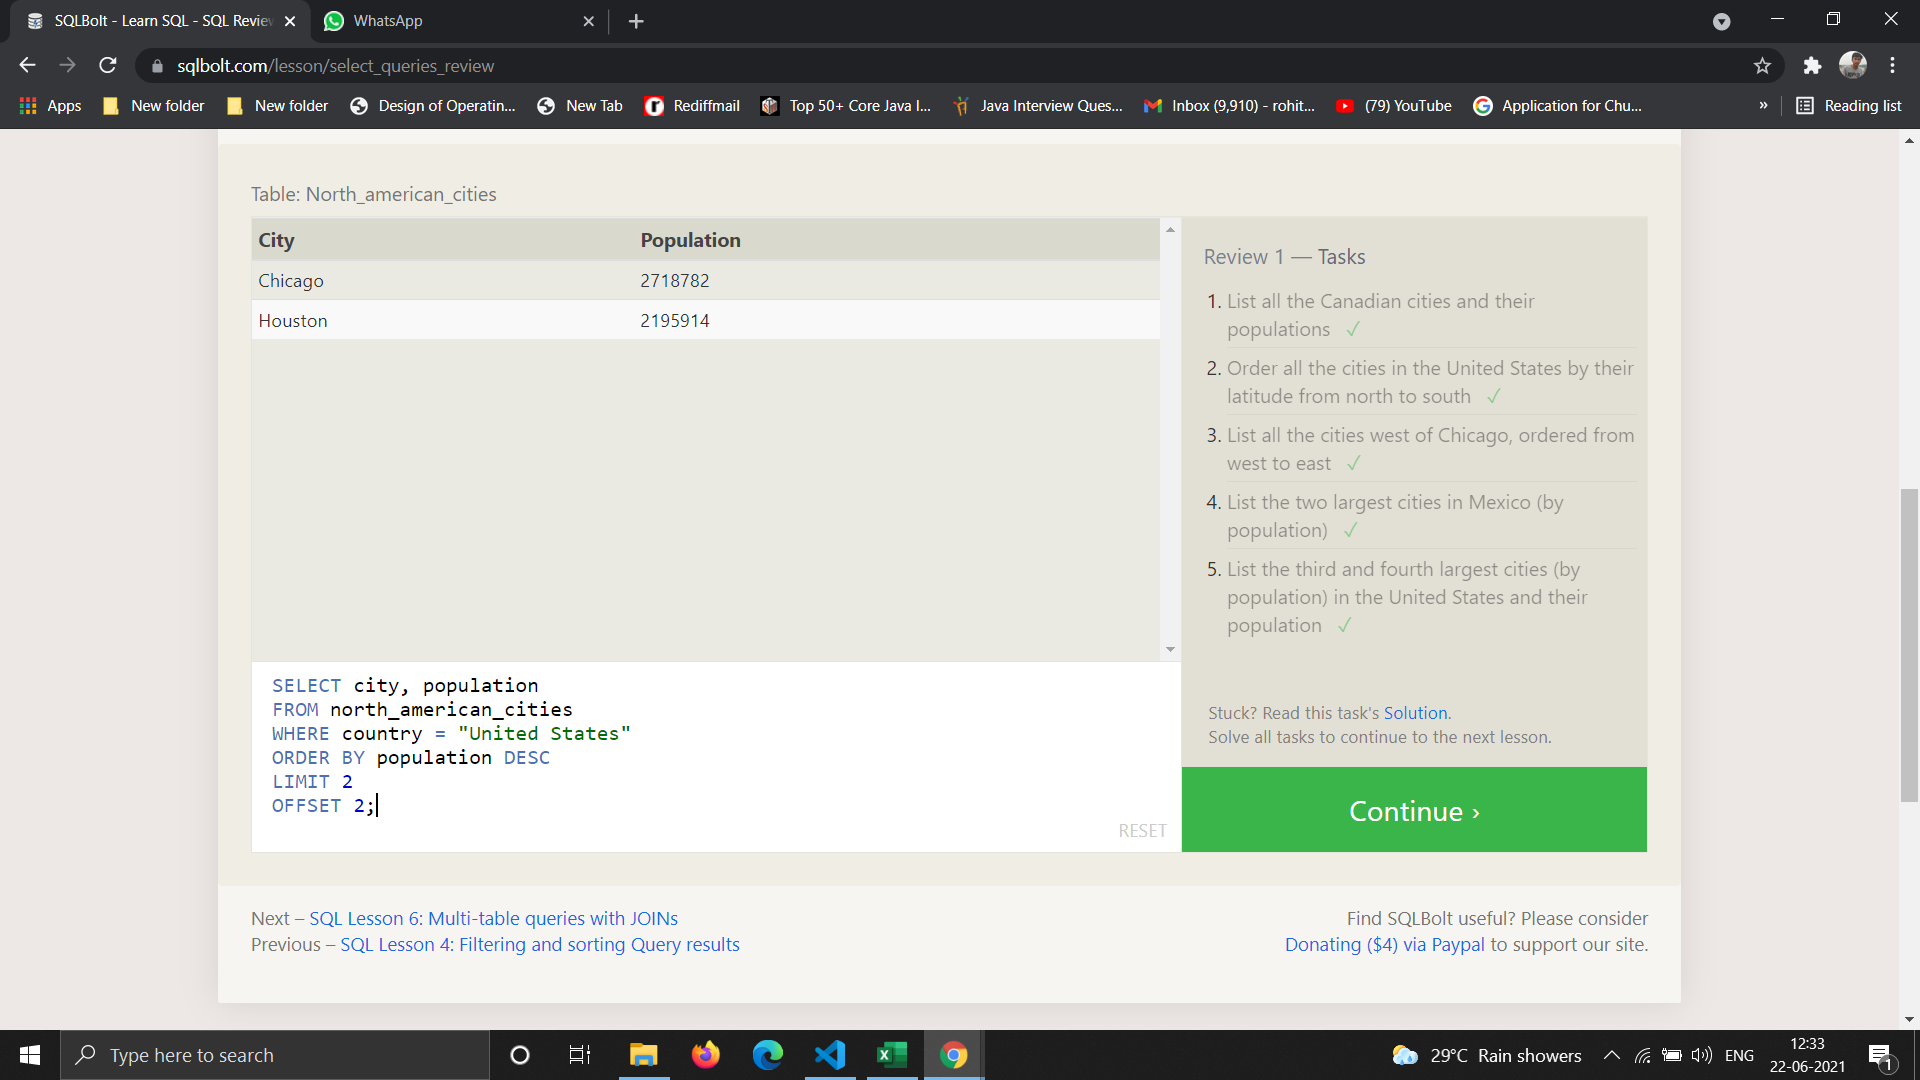 SQLBolt - Learn SQL - SQL Review
WhatsApp
sqlbolt.com/lesson/select_queries_review
Apps
New folder
New folder
Design of Operatin...
New Tab
Rediffmail
Top 50+ Core Java I...
Java Interview Ques...
Inbox (9,910) - rohit...
(79) YouTube
Application for Chu...
»
Reading list
Table: North_american_cities
City Population
Chicago 2718782
Houston 2195914
SELECT city, population
FROM north_american_cities
WHERE country = "United States"
ORDER BY population DESC
LIMIT 2
OFFSET 2;
RESET
Review 1 — Tasks
1. List all the Canadian cities and their
populations ✓
2. Order all the cities in the United States by their
latitude from north to south ✓
3. List all the cities west of Chicago, ordered from
west to east ✓
4. List the two largest cities in Mexico (by
population) ✓
5. List the third and fourth largest cities (by
population) in the United States and their
population ✓
Stuck? Read this task's Solution.
Solve all tasks to continue to the next lesson.
Continue ›
Next – SQL Lesson 6: Multi-table queries with JOINs
Previous – SQL Lesson 4: Filtering and sorting Query results
Find SQLBolt useful? Please consider
Donating ($4) via Paypal to support our site.
Type here to search
29°C Rain showers
ENG
12:33
22-06-2021
1